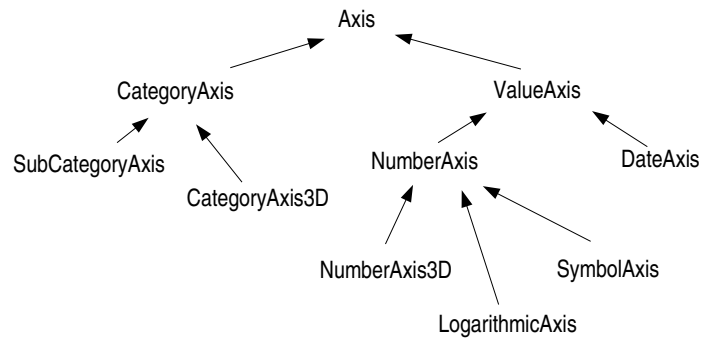 Axis
CategoryAxis
ValueAxis
SubCategoryAxis
NumberAxis
DateAxis
CategoryAxis3D
NumberAxis3D
SymbolAxis
LogarithmicAxis